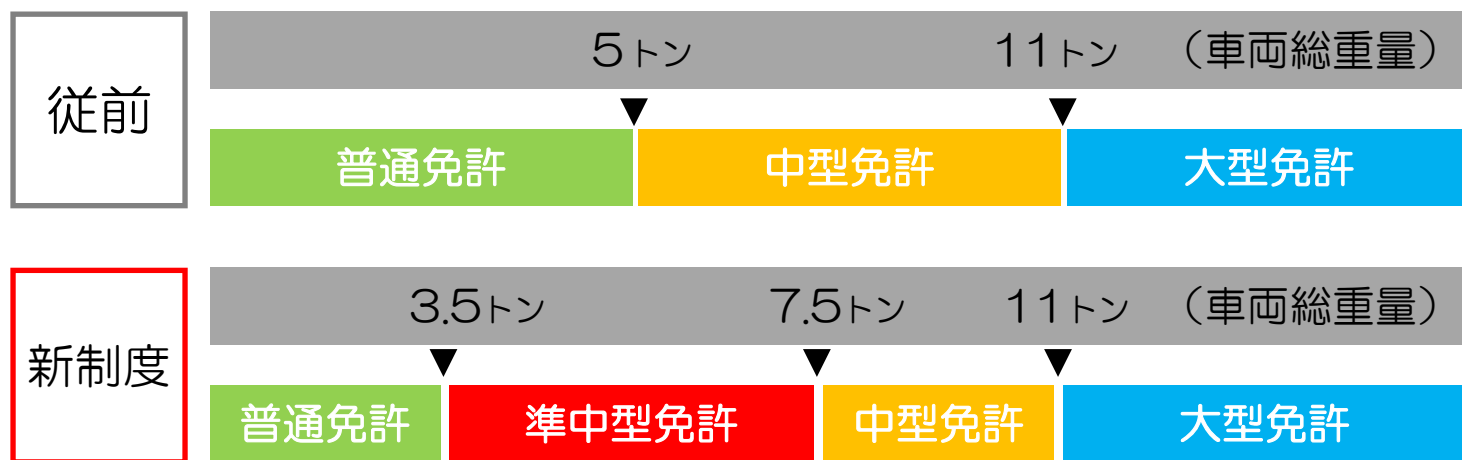 従前
5トン 11トン （車両総重量）
普通免許 中型免許 大型免許
新制度
3.5トン 7.5トン 11トン （車両総重量）
普通免許 準中型免許 中型免許 大型免許